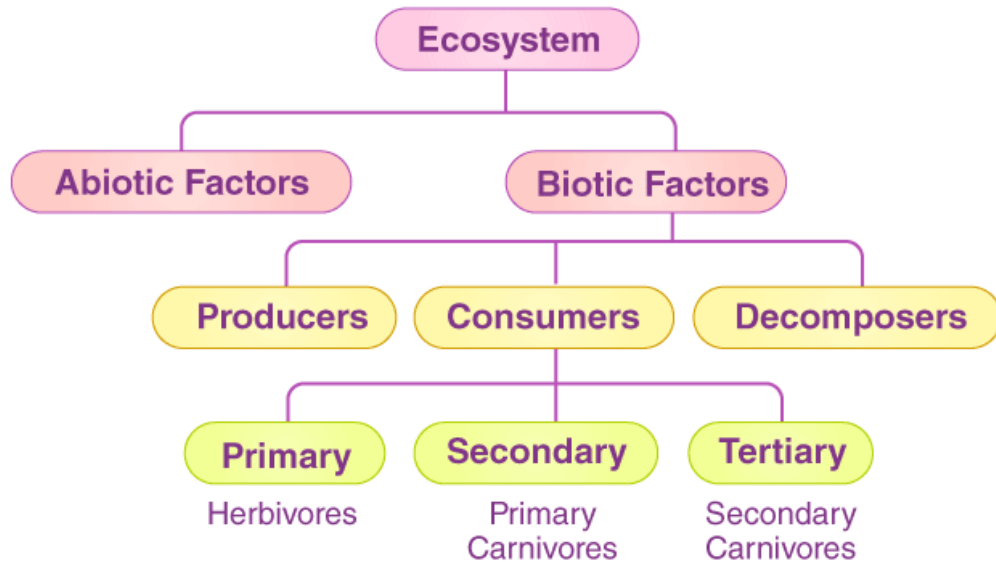 Ecosystem
Abiotic Factors
Biotic Factors
Producers
Consumers
Decomposers
Primary
Secondary
Tertiary
Herbivores
Primary
Carnivores
Secondary
Carnivores